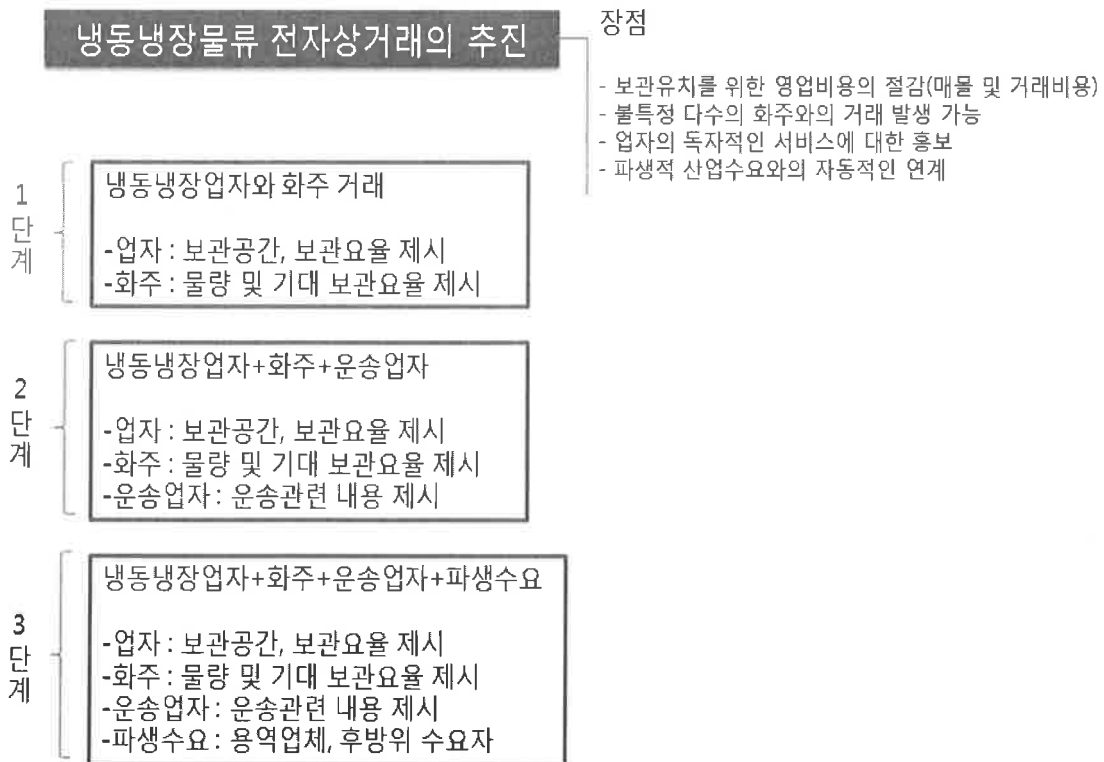 냉동냉장물류 전자상거래의 추진
장점
- 보관유치를 위한 영업비용의 절감(매몰 및 거래비용)
- 불특정 다수의 화주와의 거래 발생 가능
- 업자의 독자적인 서비스에 대한 홍보
- 파생적 산업수요와의 자동적인 연계
1
단
계
냉동냉장업자와 화주 거래
-업자 : 보관공간, 보관요율 제시
-화주 : 물량 및 기대 보관요율 제시
2
단
계
냉동냉장업자+화주+운송업자
-업자 : 보관공간, 보관요율 제시
-화주 : 물량 및 기대 보관요율 제시
-운송업자 : 운송관련 내용 제시
3
단
계
냉동냉장업자+화주+운송업자+파생수요
-업자 : 보관공간, 보관요율 제시
-화주 : 물량 및 기대 보관요율 제시
-운송업자 : 운송관련 내용 제시
-파생수요 : 용역업체, 후방위 수요자